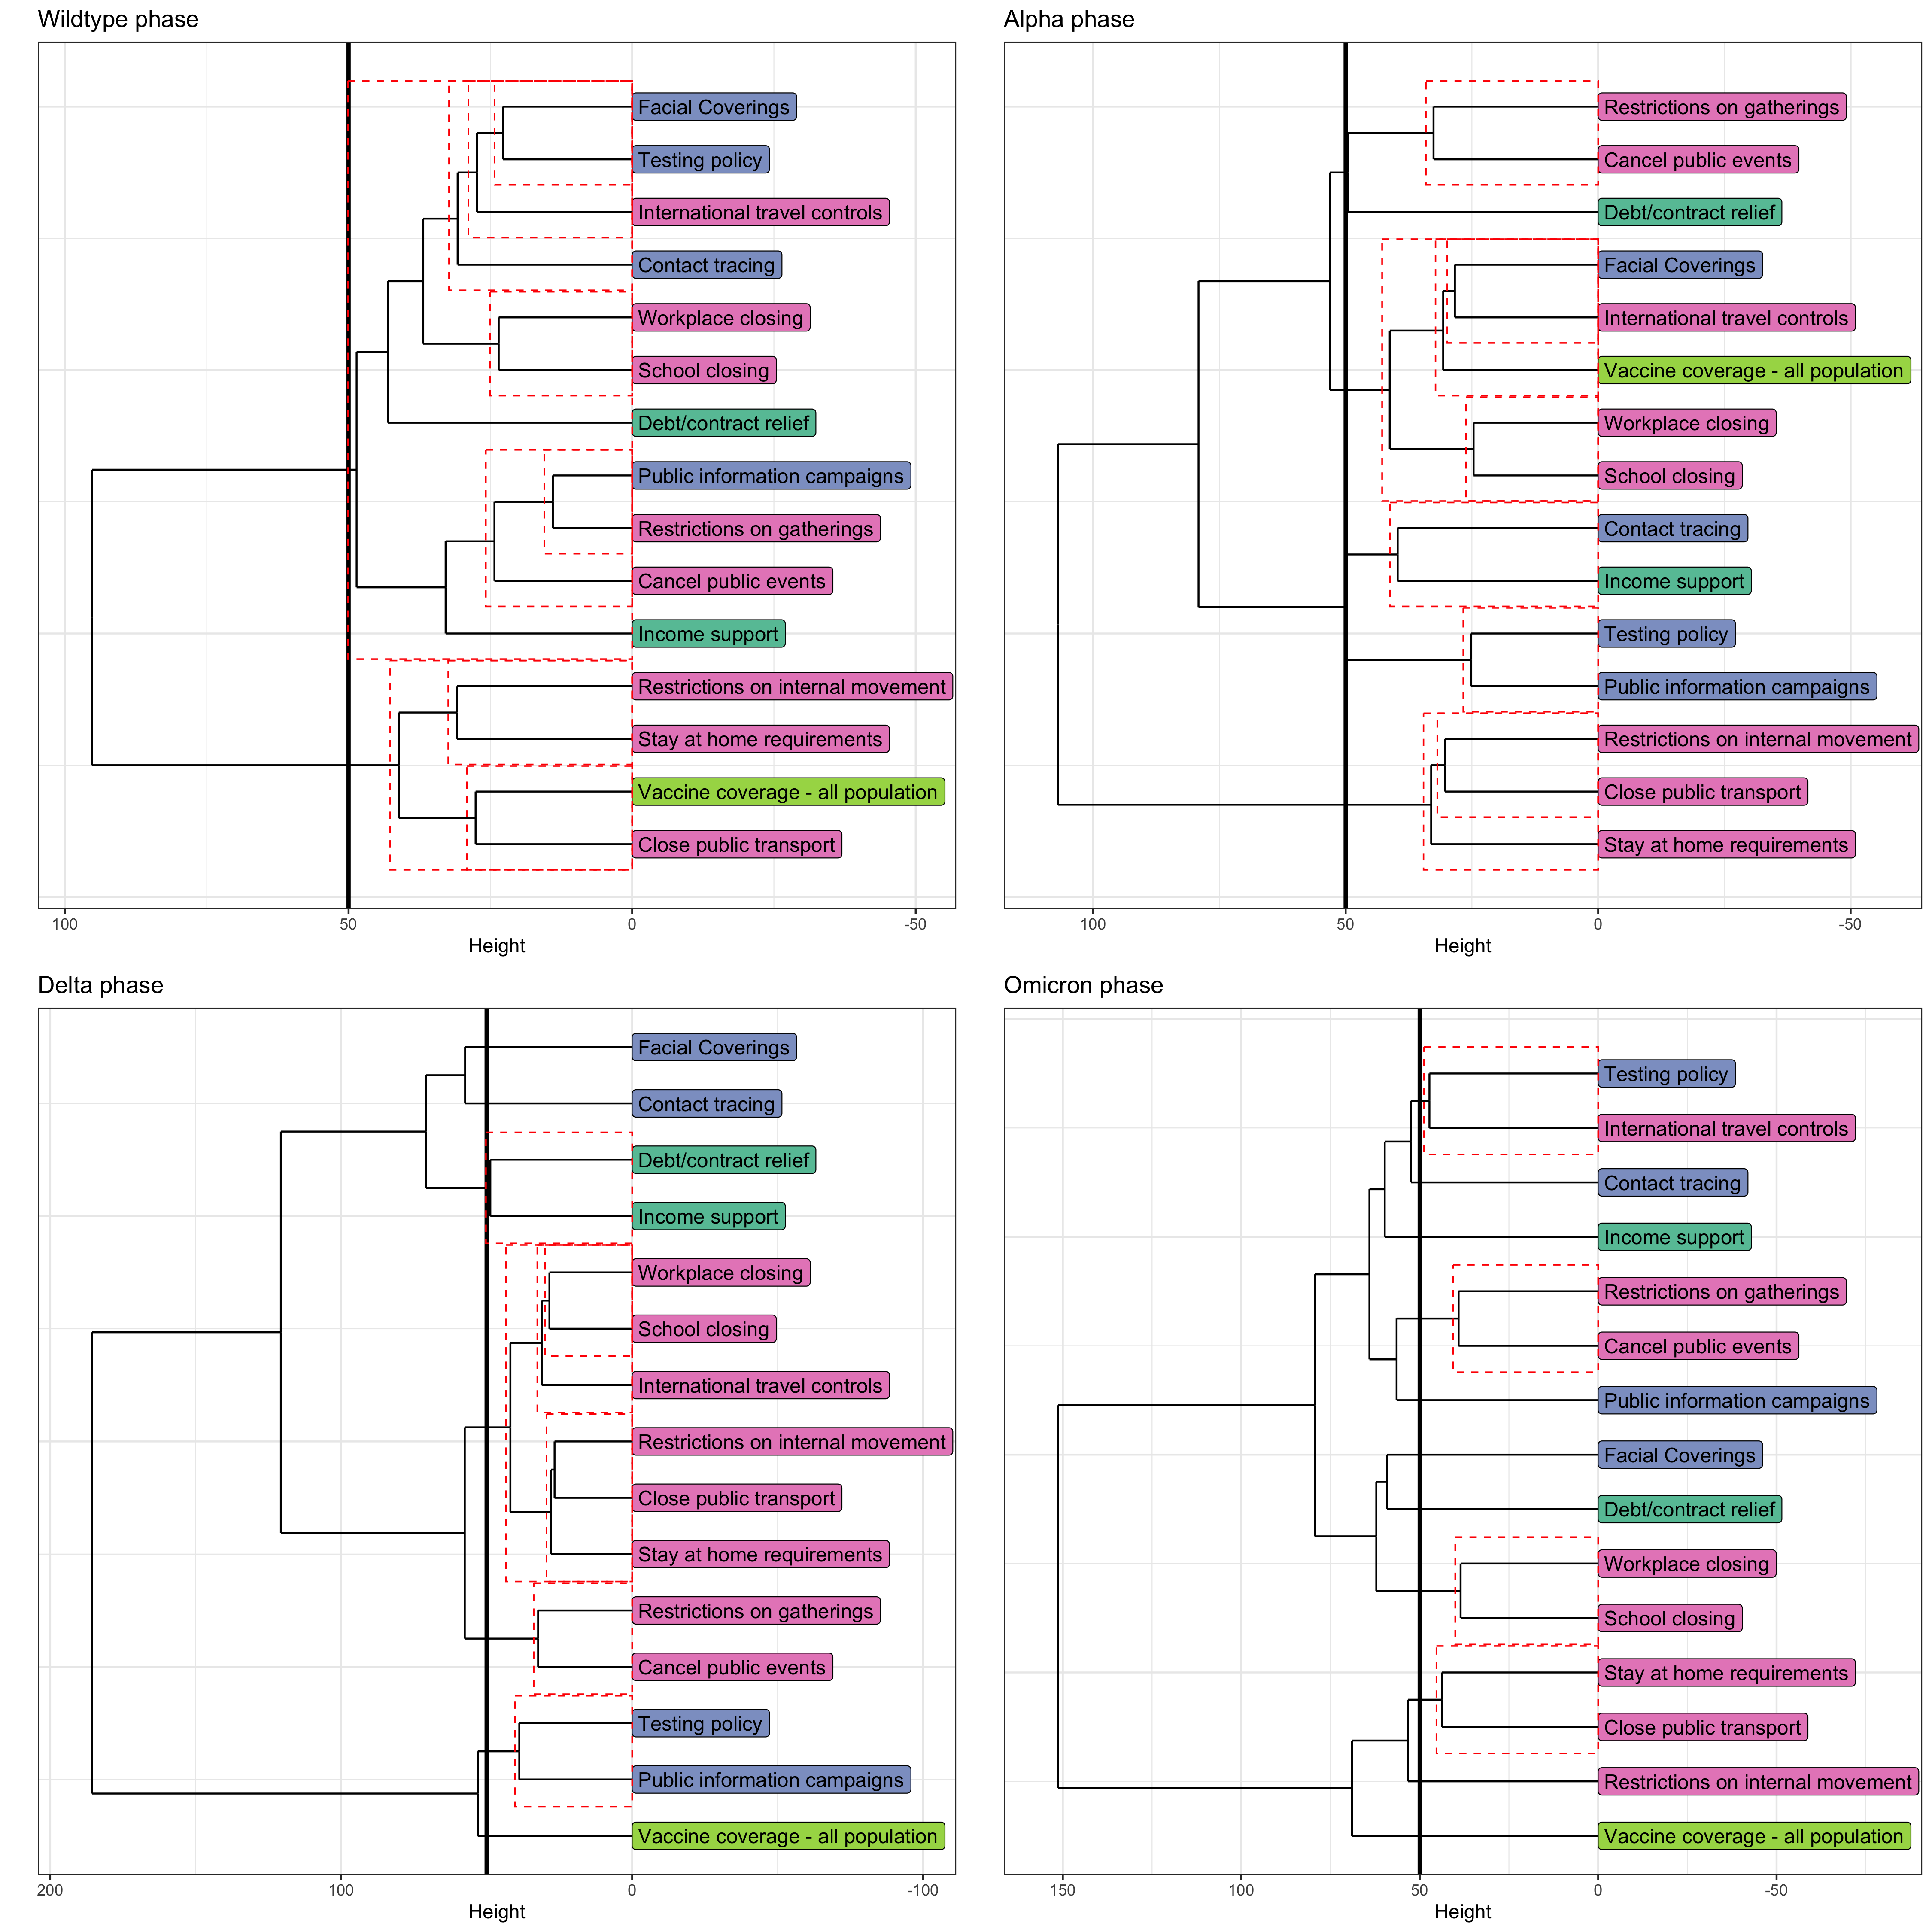 Wildtype phase
Facial Coverings
Testing policy
International travel controls
Contact tracing
Workplace closing
School closing
Debt/contract relief
Public information campaigns
Restrictions on gatherings
Cancel public events
Income support
Restrictions on internal movement
Stay at home requirements
Vaccine coverage - all population
Close public transport
100
50
0
-50
Height
Alpha phase
Restrictions on gatherings
Cancel public events
Debt/contract relief
Facial Coverings
International travel controls
Vaccine coverage - all population
Workplace closing
School closing
Contact tracing
Income support
Testing policy
Public information campaigns
Restrictions on internal movement
Close public transport
Stay at home requirements
100
50
0
-50
Height
Delta phase
Facial Coverings
Contact tracing
Debt/contract relief
Income support
Workplace closing
School closing
International travel controls
Restrictions on internal movement
Close public transport
Stay at home requirements
Restrictions on gatherings
Cancel public events
Testing policy
Public information campaigns
Vaccine coverage - all population
200
100
0
-100
Height
Omicron phase
Testing policy
International travel controls
Contact tracing
Income support
Restrictions on gatherings
Cancel public events
Public information campaigns
Facial Coverings
Debt/contract relief
Workplace closing
School closing
Stay at home requirements
Close public transport
Restrictions on internal movement
Vaccine coverage - all population
150
100
50
0
-50
Height